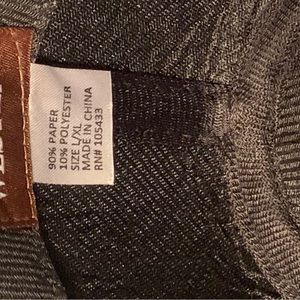 90% PAPER
10% POLYESTER
SIZE L/XL
MADE IN CHINA
RN# 105433